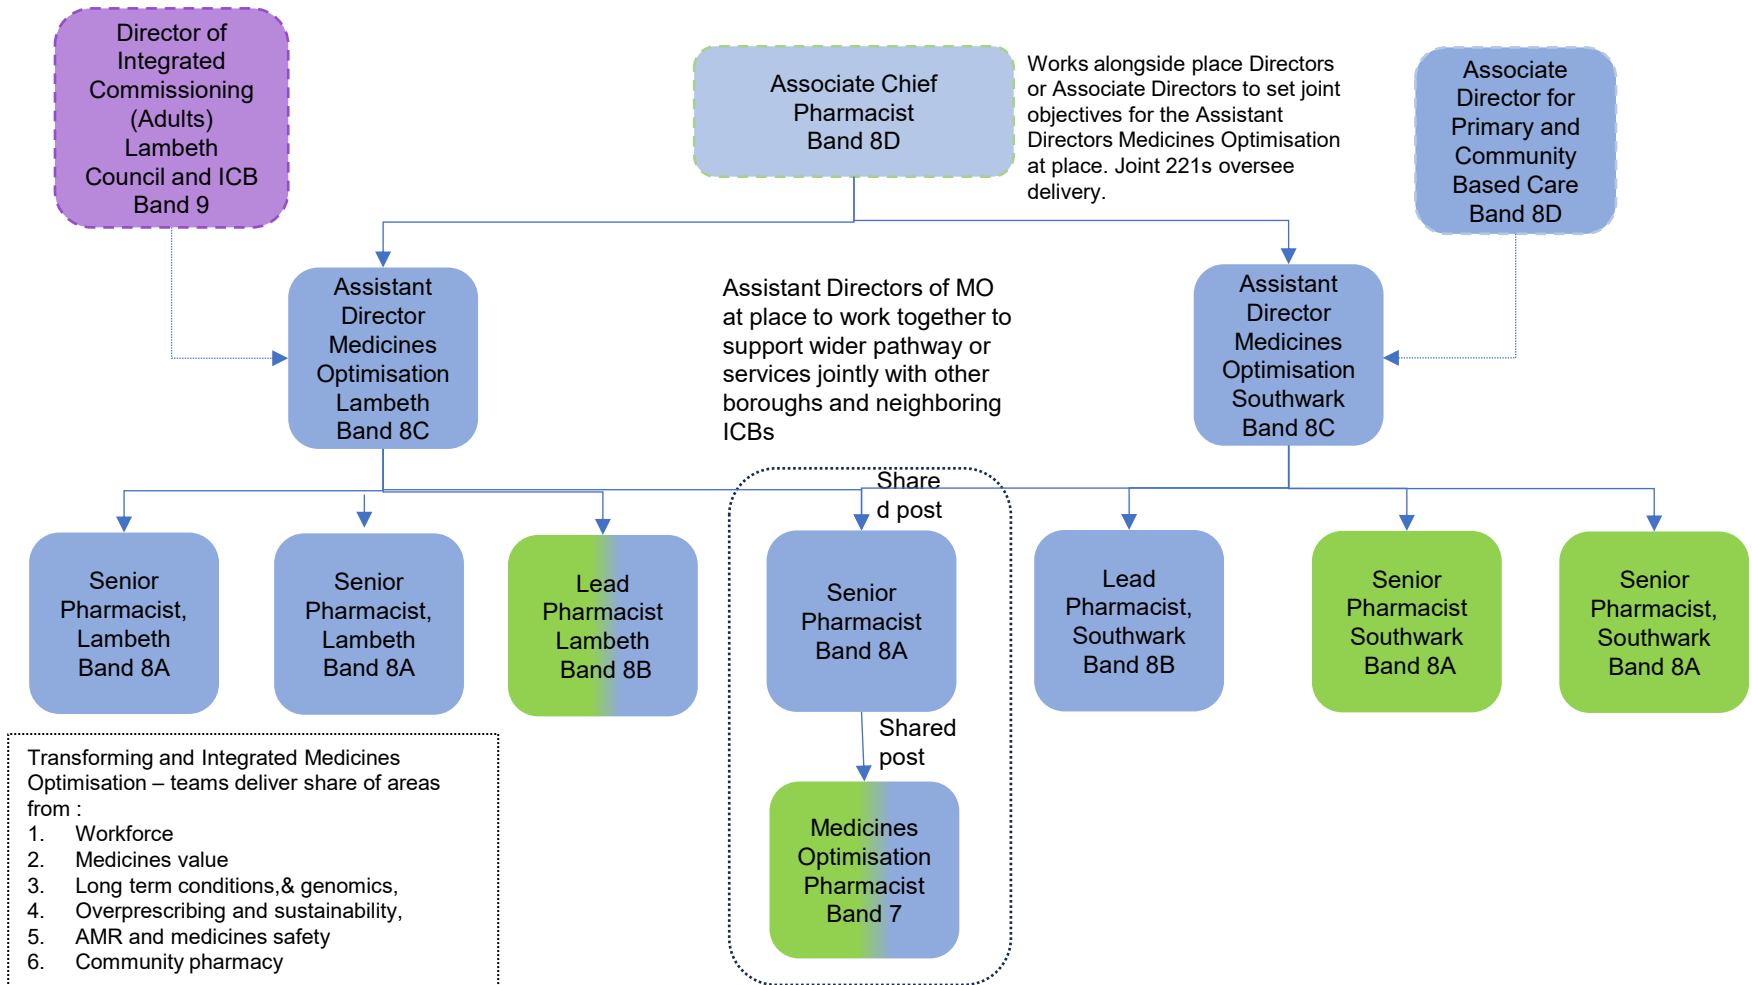 Director of
Integrated
Commissioning
(Adults)
Lambeth
Council and ICB
Band 9
Associate Chief
Pharmacist
Band 8D
Works alongside place Directors
or Associate Directors to set joint
objectives for the Assistant
Directors Medicines Optimisation
at place. Joint 221s oversee
delivery.
Associate
Director for
Primary and
Community
Based Care
Band 8D
Assistant
Director
Medicines
Optimisation
Lambeth
Band 8C
Assistant Directors of MO
at place to work together to
support wider pathway or
services jointly with other
boroughs and neighboring
ICBs
Assistant
Director
Medicines
Optimisation
Southwark
Band 8C
Share
d post
Senior
Pharmacist,
Lambeth
Band 8A
Senior
Pharmacist,
Lambeth
Band 8A
Lead
Pharmacist
Lambeth
Band 8B
Senior
Pharmacist
Band 8A
Lead
Pharmacist,
Southwark
Band 8B
Senior
Pharmacist
Southwark
Band 8A
Senior
Pharmacist,
Southwark
Band 8A
Shared
post
Medicines
Optimisation
Pharmacist
Band 7
Transforming and Integrated Medicines
Optimisation – teams deliver share of areas
from :
1. Workforce
2. Medicines value
3. Long term conditions,& genomics,
4. Overprescribing and sustainability,
5. AMR and medicines safety
6. Community pharmacy